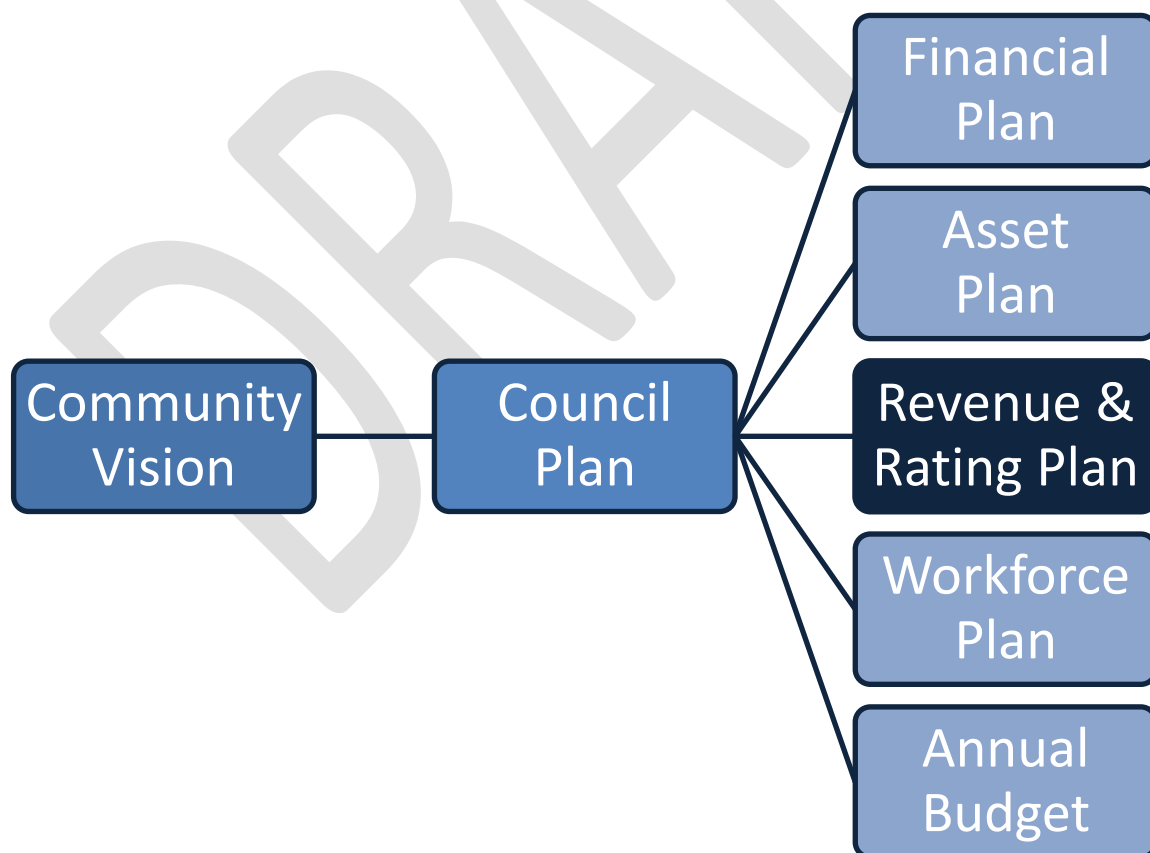 Financial
Plan
Asset
Plan
Community
Vision
Council
Plan
Revenue &
Rating Plan
Workforce
Plan
Annual
Budget